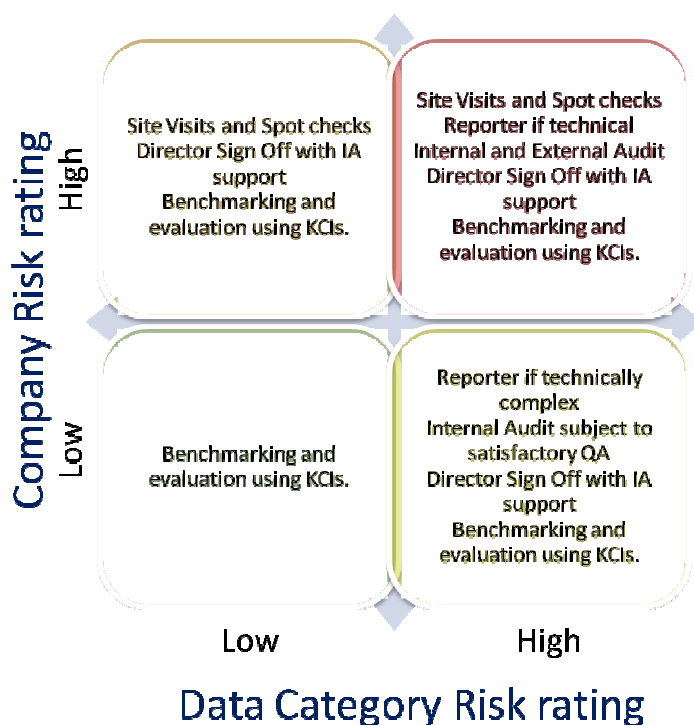 Company Risk rating
High
Low
Site Visits and Spot checks
Director Sign Off with IA
support
Benchmarking and
evaluation using KCIs.
Site Visits and Spot checks
Reporter if technical
Internal and External Audit
Director Sign Off with IA
support
Benchmarking and
evaluation using KCIs.
Benchmarking and
evaluation using KCIs.
Reporter if technically
complex
Internal Audit subject to
satisfactory QA
Director Sign Off with IA
support
Benchmarking and
evaluation using KCIs.
Low
High
Data Category Risk rating